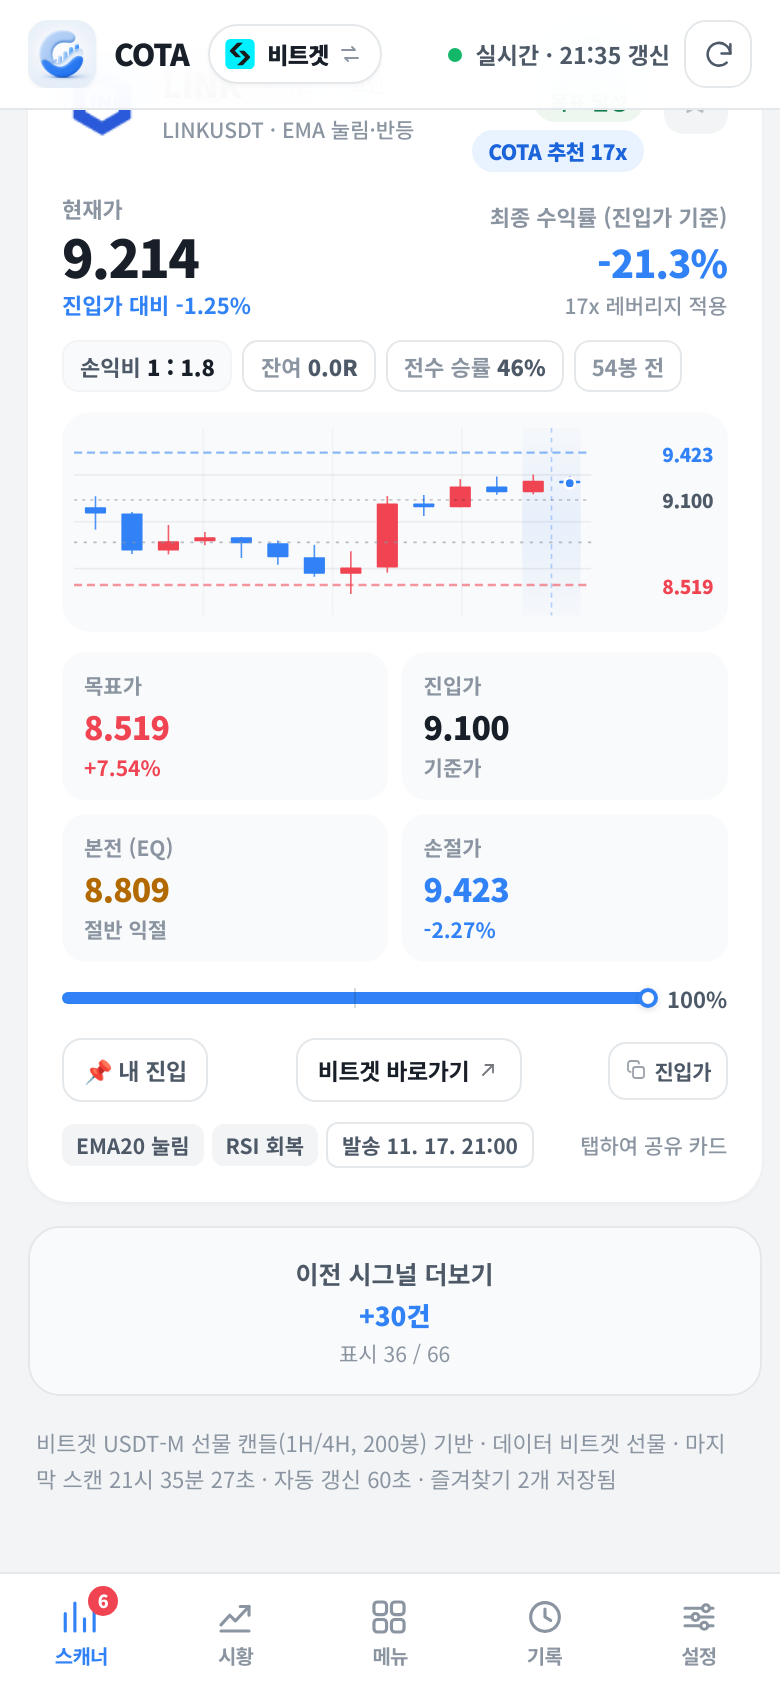 COTA
비트겟
실시간 · 21:35 갱신
LINK
LINKUSDT · EMA 눌림·반등
COTA 추천 17x
현재가
9.214
진입가 대비 -1.25%
최종 수익률 (진입가 기준)
-21.3%
17x 레버리지 적용
손익비 1 : 1.8
잔여 0.0R
전수 승률 46%
54봉 전
9.423
9.100
8.519
목표가
8.519
+7.54%
진입가
9.100
기준가
본전 (EQ)
8.809
절반 익절
손절가
9.423
-2.27%
100%
📌 내 진입
비트겟 바로가기
진입가
EMA20 눌림
RSI 회복
발송 11. 17. 21:00
탭하여 공유 카드
이전 시그널 더보기
+30건
표시 36 / 66
비트겟 USDT-M 선물 캔들(1H/4H, 200봉) 기반 · 데이터 비트겟 선물 · 마지
막 스캔 21시 35분 27초 · 자동 갱신 60초 · 즐겨찾기 2개 저장됨
6
스캐너
시황
메뉴
기록
설정